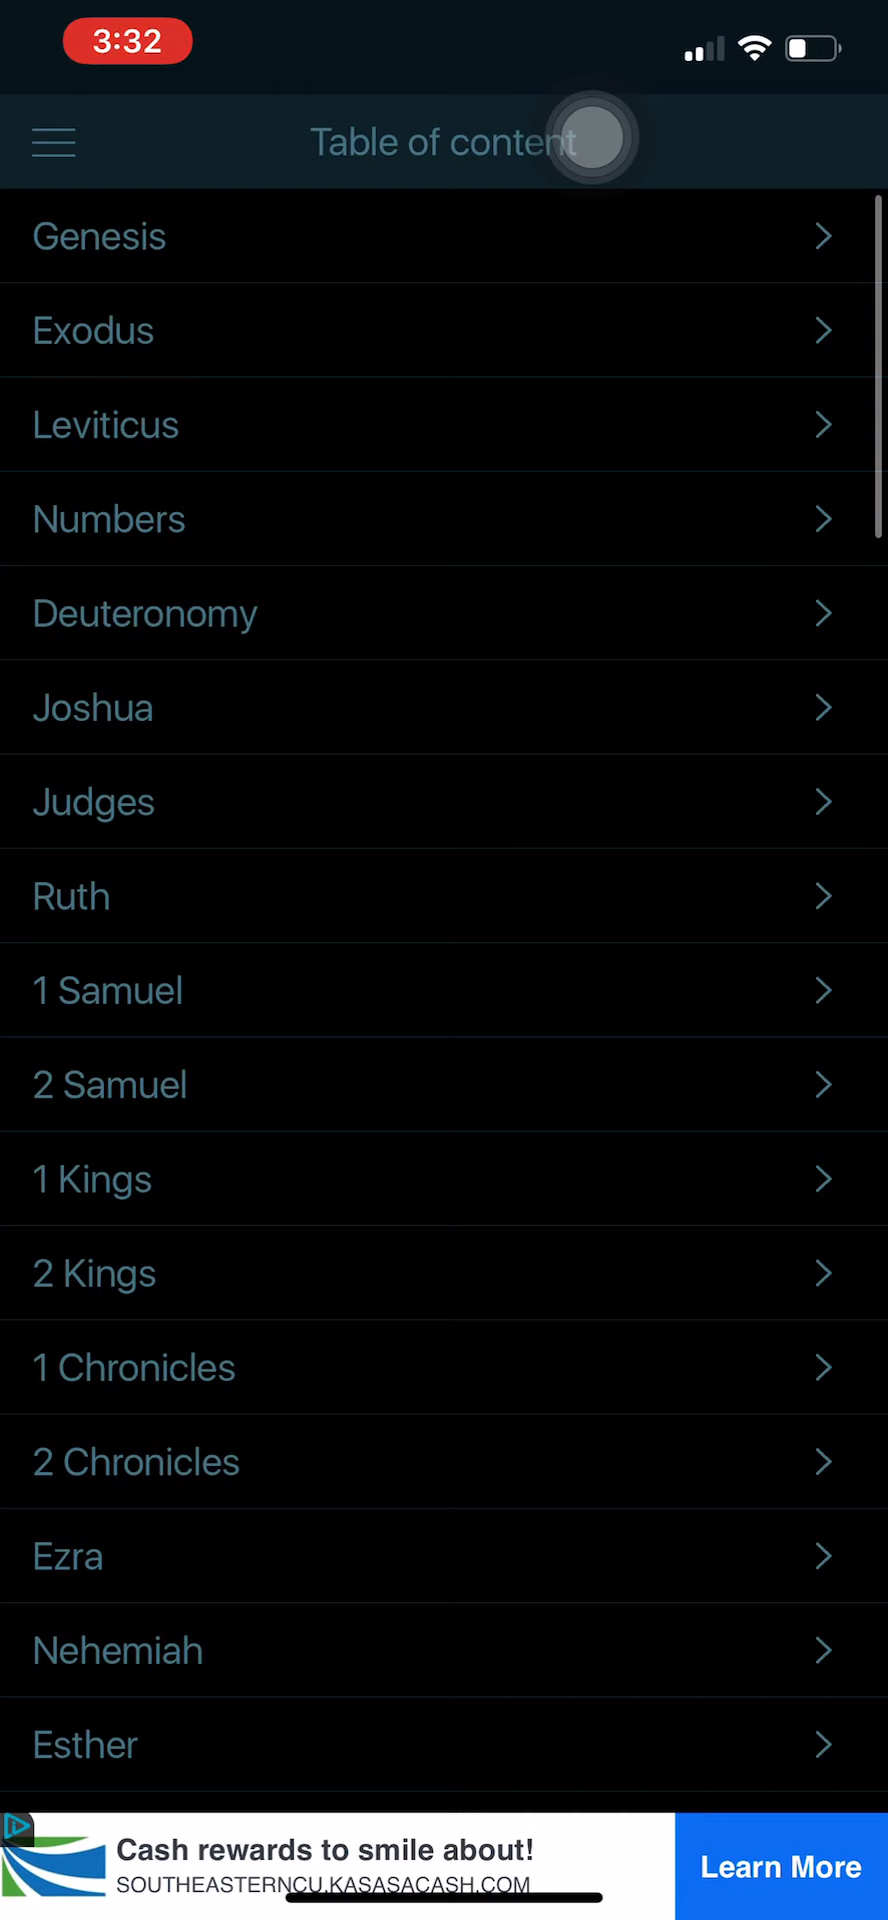 3:32
Table of content
Genesis
Exodus
Leviticus
Numbers
Deuteronomy
Joshua
Judges
Ruth
1 Samuel
2 Samuel
1 Kings
2 Kings
1 Chronicles
2 Chronicles
Ezra
Nehemiah
Esther
Cash rewards to smile about!
SOUTHEASTERNCU.KASASACASH.COM
Learn More